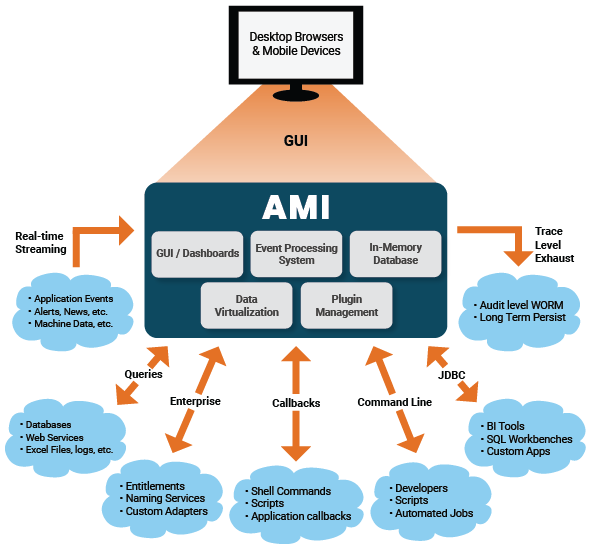 Desktop Browsers
& Mobile Devices
GUI
AMI
GUI / Dashboards
Event Processing
System
In-Memory
Database
Data
Virtualization
Plugin
Management
Real-time
Streaming
• Application Events
• Alerts, News, etc.
• Machine Data, etc.
Trace
Level
Exhaust
• Audit level WORM
• Long Term Persist
Queries
• Databases
• Web Services
• Excel Files, logs, etc.
Enterprise
• Entitlements
• Naming Services
• Custom Adapters
Callbacks
• Shell Commands
• Scripts
• Application callbacks
Command Line
• Developers
• Scripts
• Automated Jobs
JDBC
• BI Tools
• SQL Workbenches
• Custom Apps